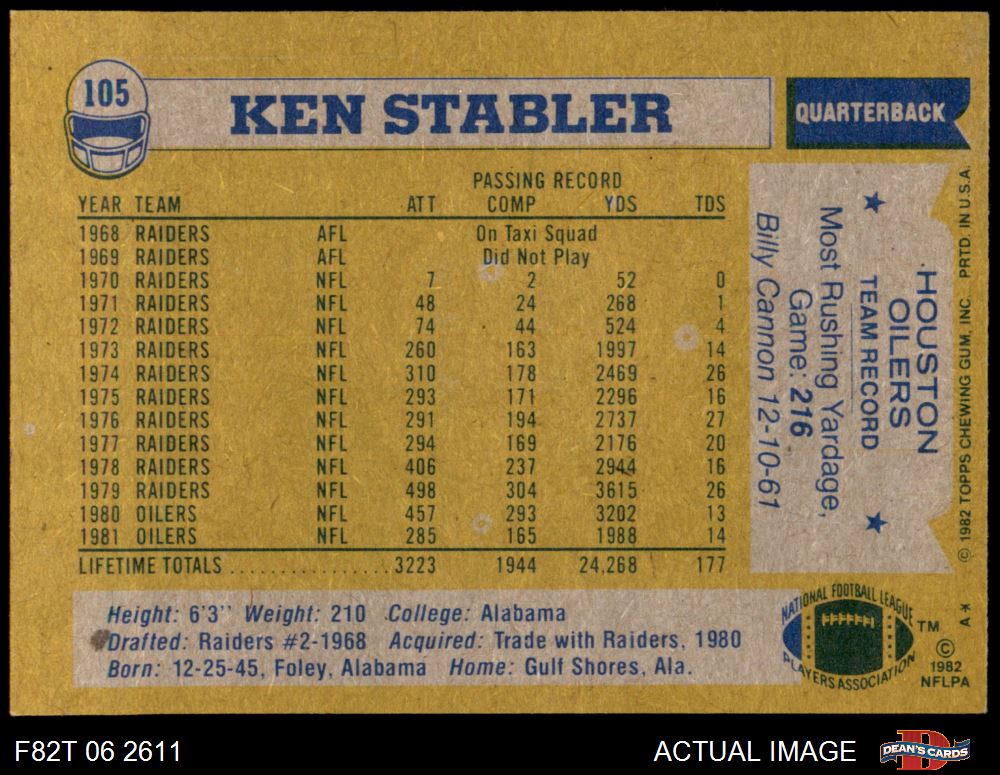 105
KEN STABLER
QUARTERBACK
PASSING RECORD
YEAR TEAM ATT COMP YDS TDS
1968 RAIDERS AFL On Taxi Squad
1969 RAIDERS AFL Did Not Play
1970 RAIDERS NFL 7 2 52 0
1971 RAIDERS NFL 48 24 268 1
1972 RAIDERS NFL 74 44 524 4
1973 RAIDERS NFL 260 163 1997 14
1974 RAIDERS NFL 310 178 2469 26
1975 RAIDERS NFL 293 171 2296 16
1976 RAIDERS NFL 291 194 2737 27
1977 RAIDERS NFL 294 169 2176 20
1978 RAIDERS NFL 406 237 2944 16
1979 RAIDERS NFL 498 304 3615 26
1980 OILERS NFL 457 293 3202 13
1981 OILERS NFL 285 165 1988 14
LIFETIME TOTALS ................ 3223 1944 24,268 177
Height: 6'3" Weight: 210 College: Alabama
Drafted: Raiders #2-1968 Acquired: Trade with Raiders, 1980
Born: 12-25-45, Foley, Alabama Home: Gulf Shores, Ala.
HOUSTON
OILERS
TEAM RECORD
Most Rushing Yardage,
Game: 216
Billy Cannon 12-10-61
© 1982 TOPPS CHEWING GUM, INC. PRTD. IN U.S.A.
A*
NATIONAL FOOTBALL LEAGUE
PLAYERS ASSOCIATION
TM
©
1982
NFLPA
F82T 06 2611
ACTUAL IMAGE
D
DEAN'S CARDS